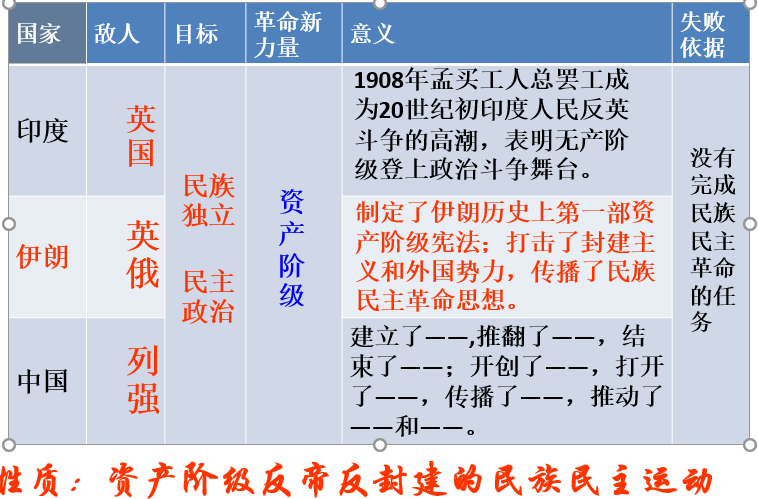 国家 敌人 目标 革命新力量 意义 失败依据
印度
英国
1908年孟买工人总罢工成
为20世纪初印度人民反英
斗争的高潮，表明无产阶
级登上政治斗争舞台。
伊朗
英俄
民族
独立
民主
政治
资产阶级
制定了伊朗历史上第一部资
产阶级宪法；打击了封建主
义和外国势力，传播了民族
民主革命思想。
没有
完成
民族
民主
革命
的任
务
中国
列强
建立了——,推翻了——，结
束了——；开创了——，打开
了——，传播了——，推动了
——和——。
性质：资产阶级反帝反封建的民族民主运动